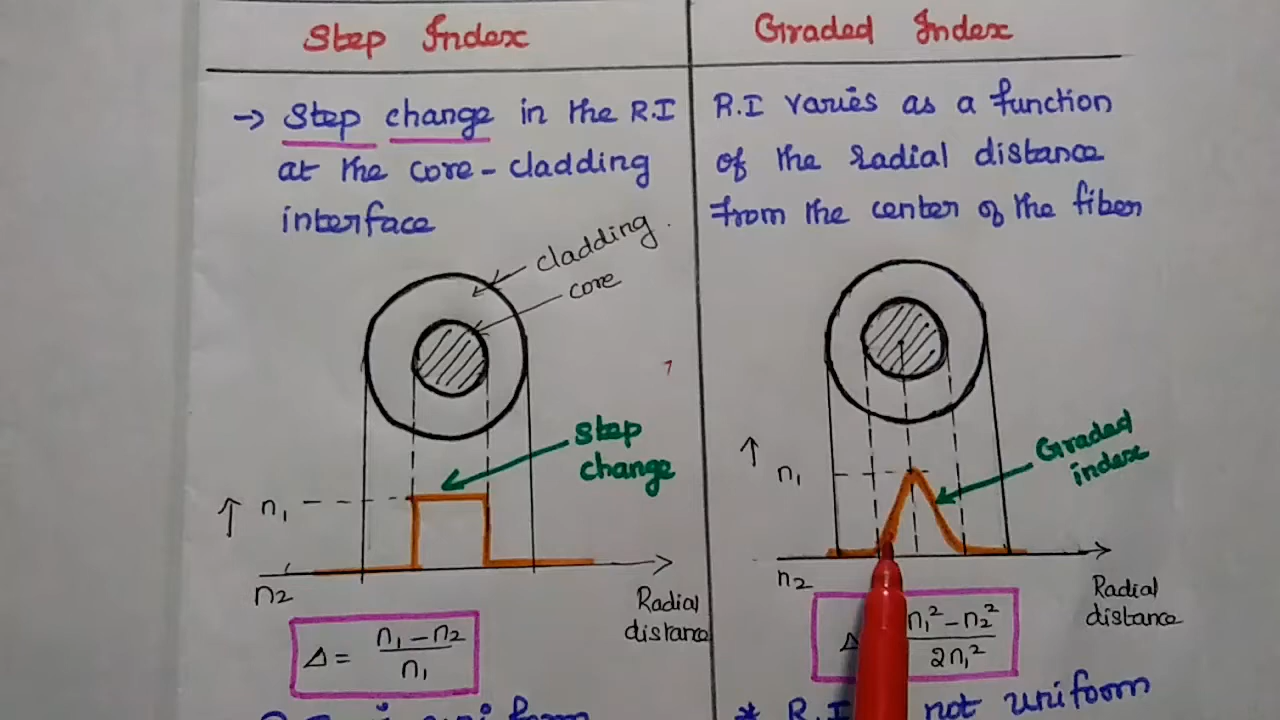 Step Index
→ Step change in the R.I
at the core-cladding
interface
cladding
core
Step
change
↑ n₁
n₂
Radial
distance
Δ = n₁ - n₂ / n₁
Graded Index
R.I varies as a function
of the radial distance
from the center of the fiber
Graded
index
↑ n₁
n₂
Radial
distance
Δ n₁² - n₂² / 2n₁²
* R.I not uniform